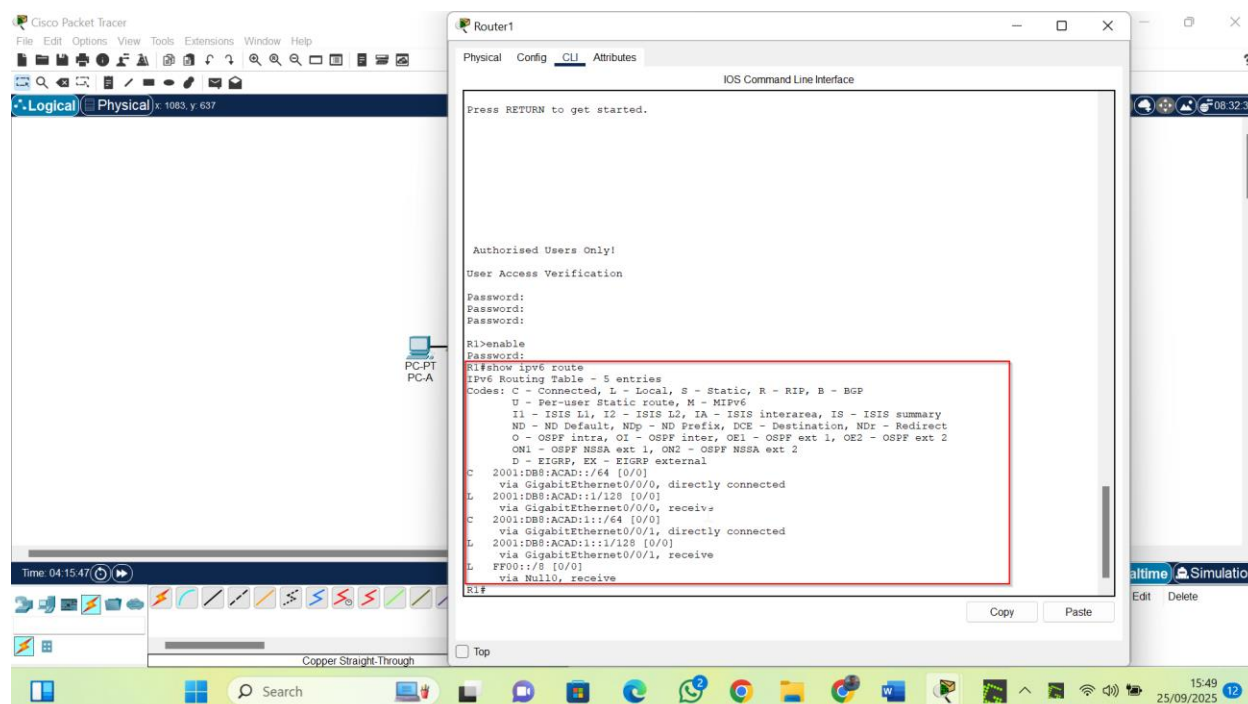 Cisco Packet Tracer
File Edit Options View Tools Extensions Window Help
Logical Physical x: 1083, y: 637
08:32:3
PC-PT
PC-A
Time: 04:15:47
Copper Straight-Through
Router1
Physical Config CLI Attributes
IOS Command Line Interface
Press RETURN to get started.
Authorised Users Only!
User Access Verification
Password:
Password:
Password:
R1>enable
Password:
R1#show ipv6 route
IPv6 Routing Table - 5 entries
Codes: C - Connected, L - Local, S - Static, R - RIP, B - BGP
U - Per-user Static route, M - MIPv6
I1 - ISIS L1, I2 - ISIS L2, IA - ISIS interarea, IS - ISIS summary
ND - ND Default, NDp - ND Prefix, DCE - Destination, NDr - Redirect
O - OSPF intra, OI - OSPF inter, OE1 - OSPF ext 1, OE2 - OSPF ext 2
ON1 - OSPF NSSA ext 1, ON2 - OSPF NSSA ext 2
D - EIGRP, EX - EIGRP external
C 2001:DB8:ACAD::/64 [0/0]
via GigabitEthernet0/0/0, directly connected
L 2001:DB8:ACAD::1/128 [0/0]
via GigabitEthernet0/0/0, receive
C 2001:DB8:ACAD:1::/64 [0/0]
via GigabitEthernet0/0/1, directly connected
L 2001:DB8:ACAD:1::1/128 [0/0]
via GigabitEthernet0/0/1, receive
L FF00::/8 [0/0]
via Null0, receive
R1#
Copy Paste
Top
altime Simulatio
Edit Delete
Search
2
15:49
25/09/2025
12